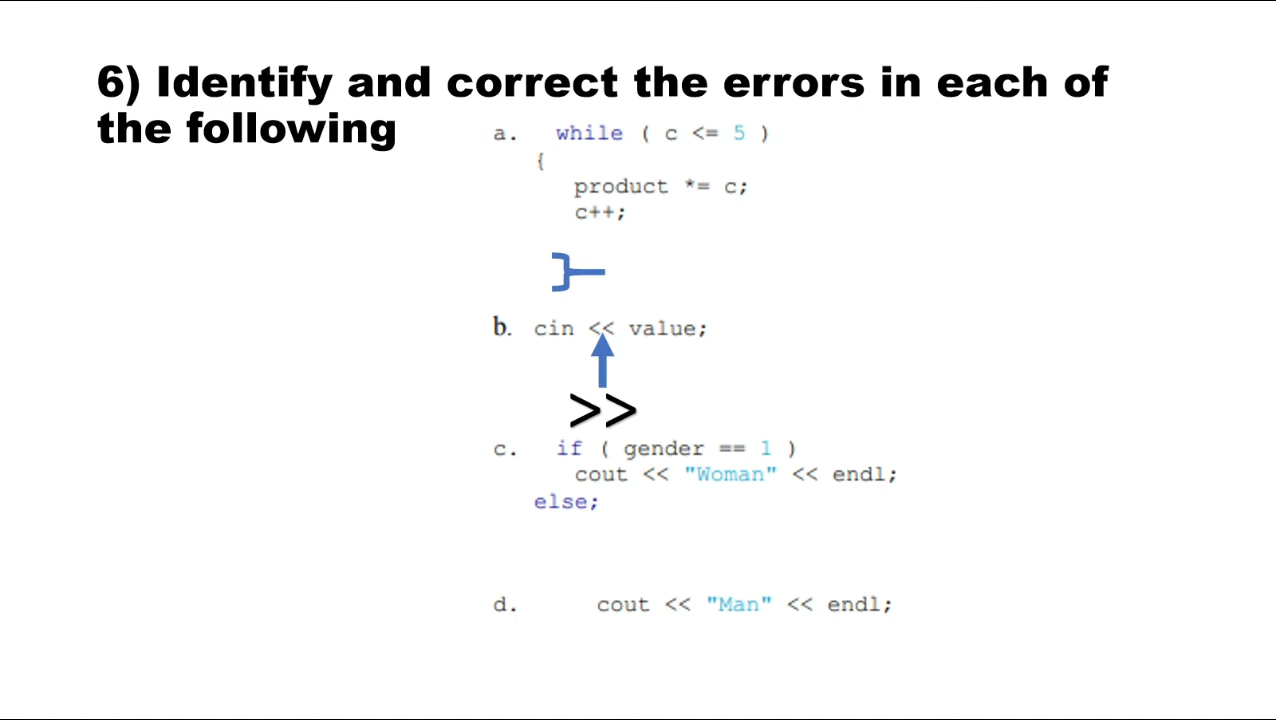 6) Identify and correct the errors in each of
the following
a. while ( c <= 5 )
{
product *= c;
c++;
}
b. cin << value;
>>
c. if ( gender == 1 )
cout << "Woman" << endl;
else;
d. cout << "Man" << endl;